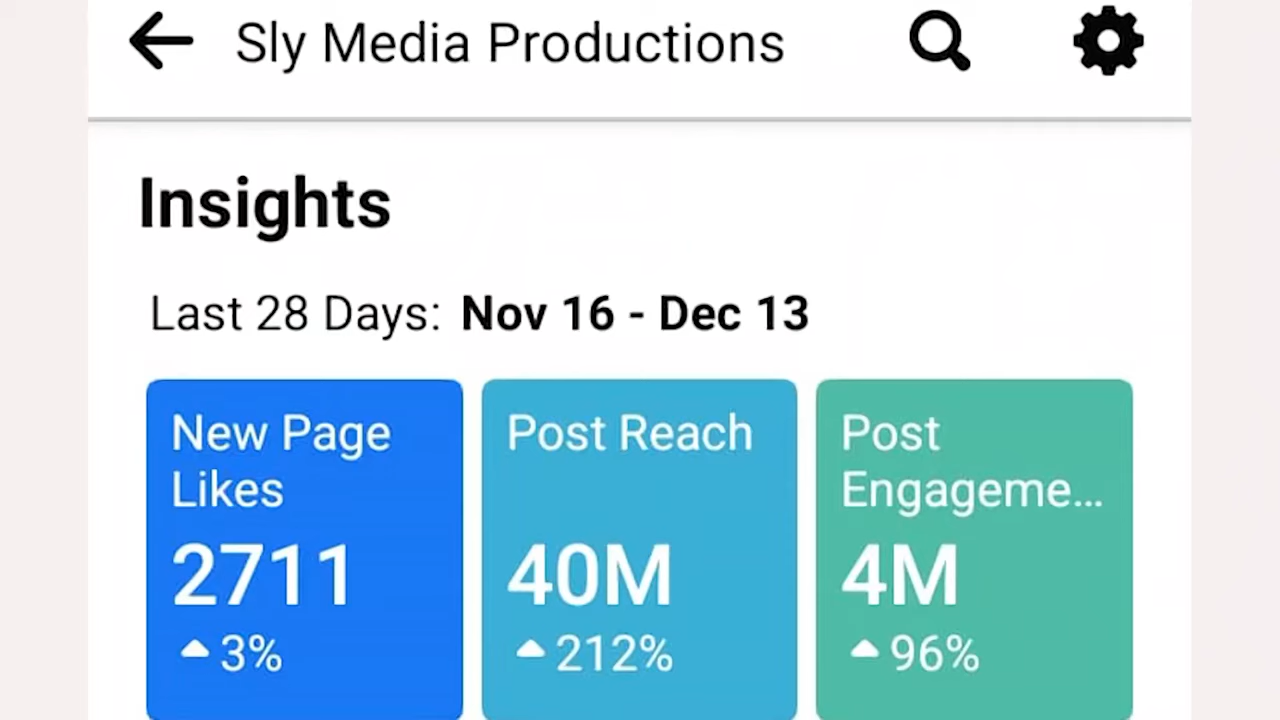 Sly Media Productions
Insights
Last 28 Days: Nov 16 - Dec 13
New Page
Likes
2711
3%
Post Reach
40M
212%
Post
Engageme...
4M
96%